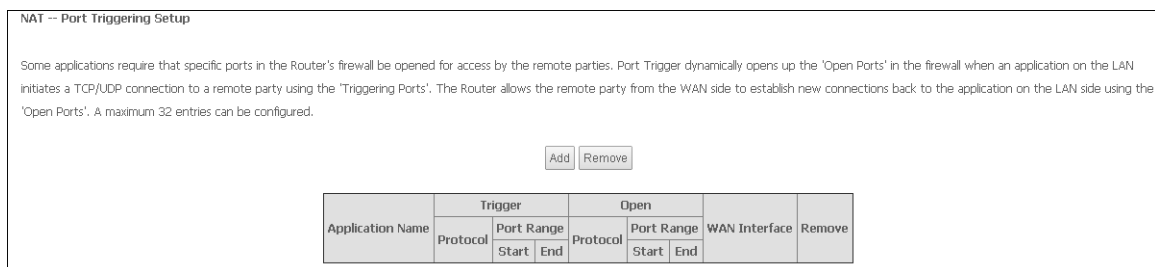 NAT -- Port Triggering Setup
Some applications require that specific ports in the Router's firewall be opened for access by the remote parties. Port Trigger dynamically opens up the 'Open Ports' in the firewall when an application on the LAN
initiates a TCP/UDP connection to a remote party using the 'Triggering Ports'. The Router allows the remote party from the WAN side to establish new connections back to the application on the LAN side using the
'Open Ports'. A maximum 32 entries can be configured.
Add Remove
Application Name Trigger Open WAN Interface Remove
Protocol Port Range Protocol Port Range
Start End Start End